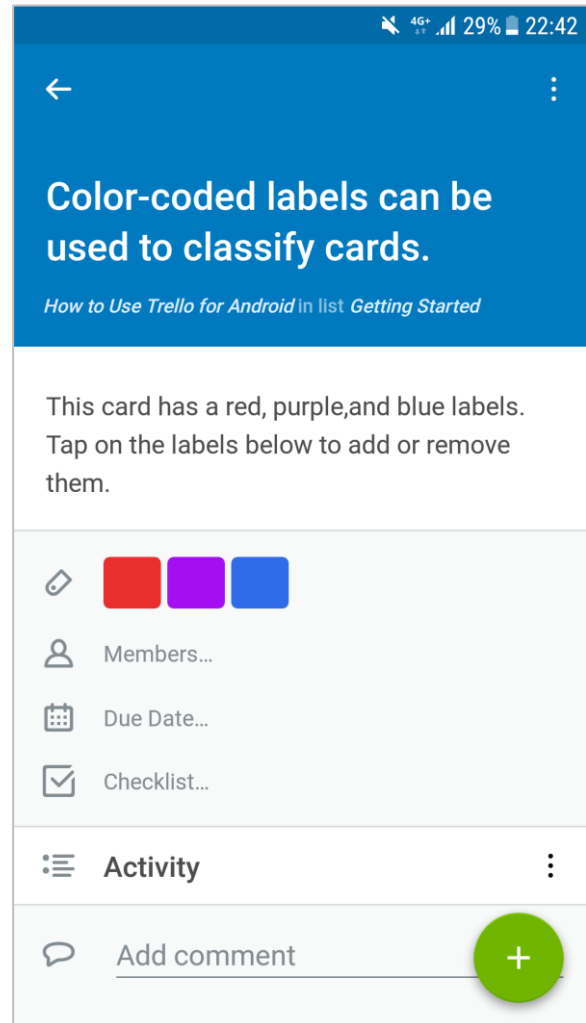 4G+ 29% 22:42
Color-coded labels can be
used to classify cards.
How to Use Trello for Android in list Getting Started
This card has a red, purple,and blue labels.
Tap on the labels below to add or remove
them.
Members…
Due Date…
Checklist…
Activity
Add comment